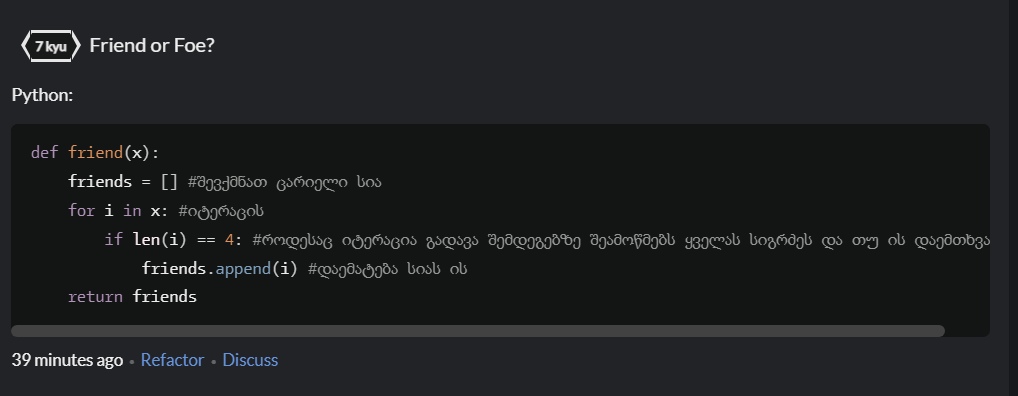 7 kyu Friend or Foe?
Python:
def friend(x):
friends = [] #შევქმნათ ცარიელი სია
for i in x: #იტერაცის
if len(i) == 4: #როდესაც იტერაცია გადავა შემდეგებზე შეამოწმებს ყველას სიგრძეს და თუ ის დაემთხვა
friends.append(i) #დაემატება სიას ის
return friends
39 minutes ago • Refactor • Discuss